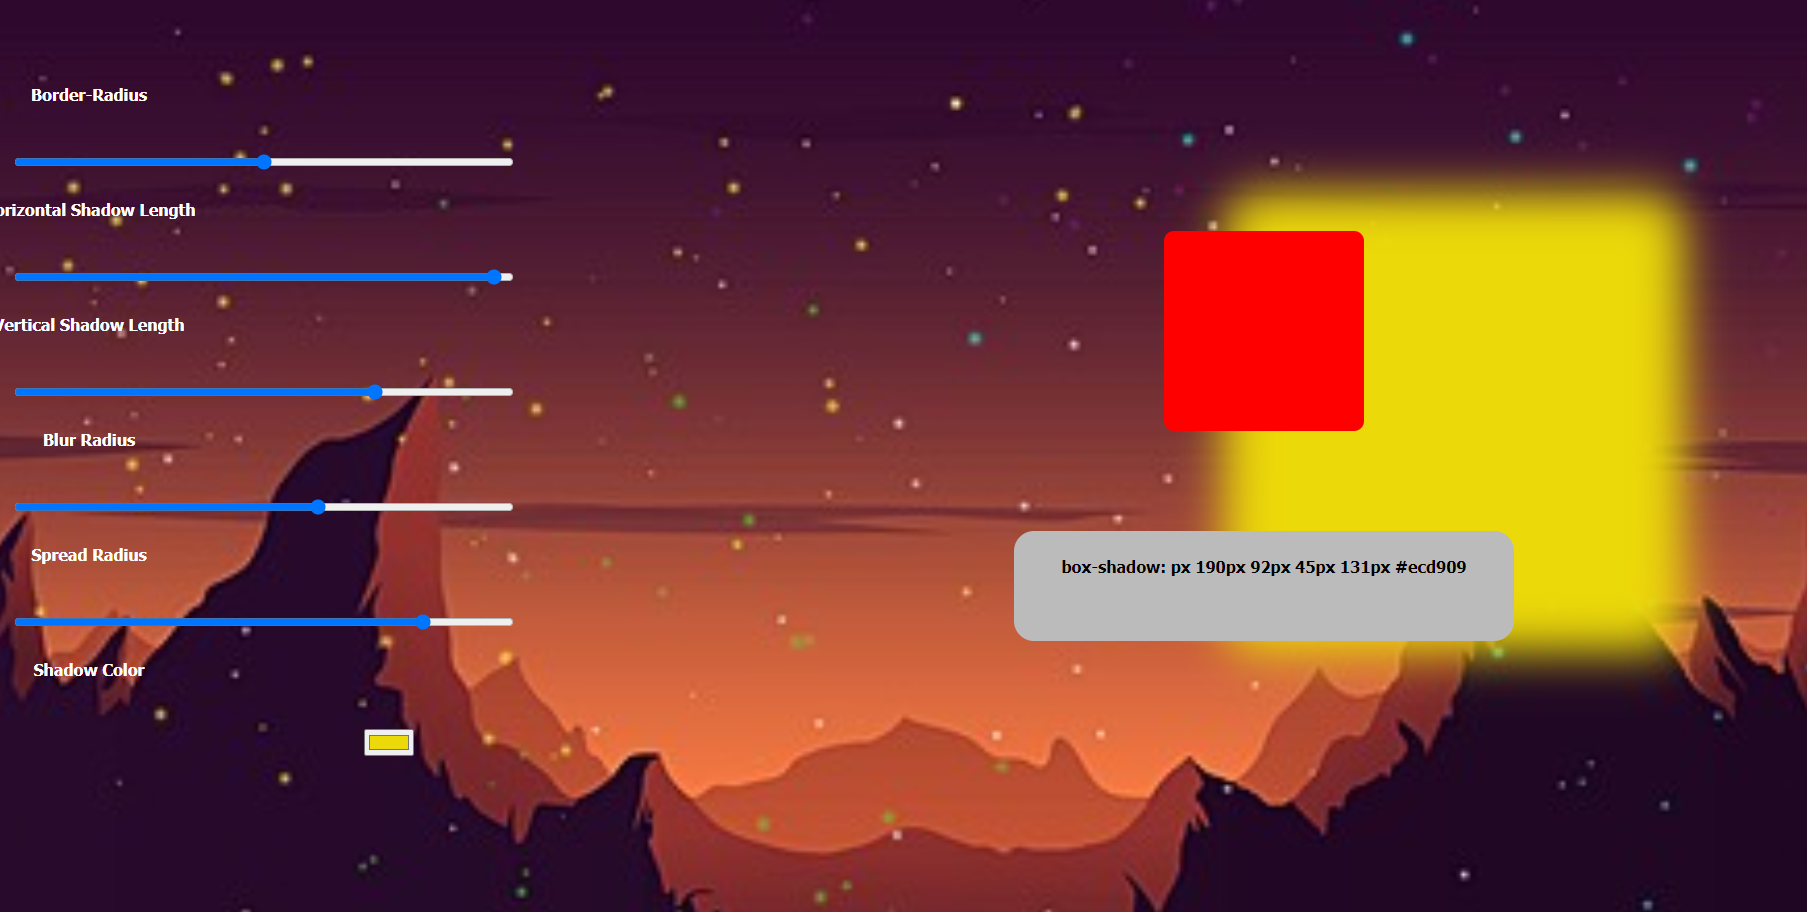 Border-Radius
orizontal Shadow Length
Vertical Shadow Length
Blur Radius
box-shadow: px 190px 92px 45px 131px #ecd909
Spread Radius
Shadow Color